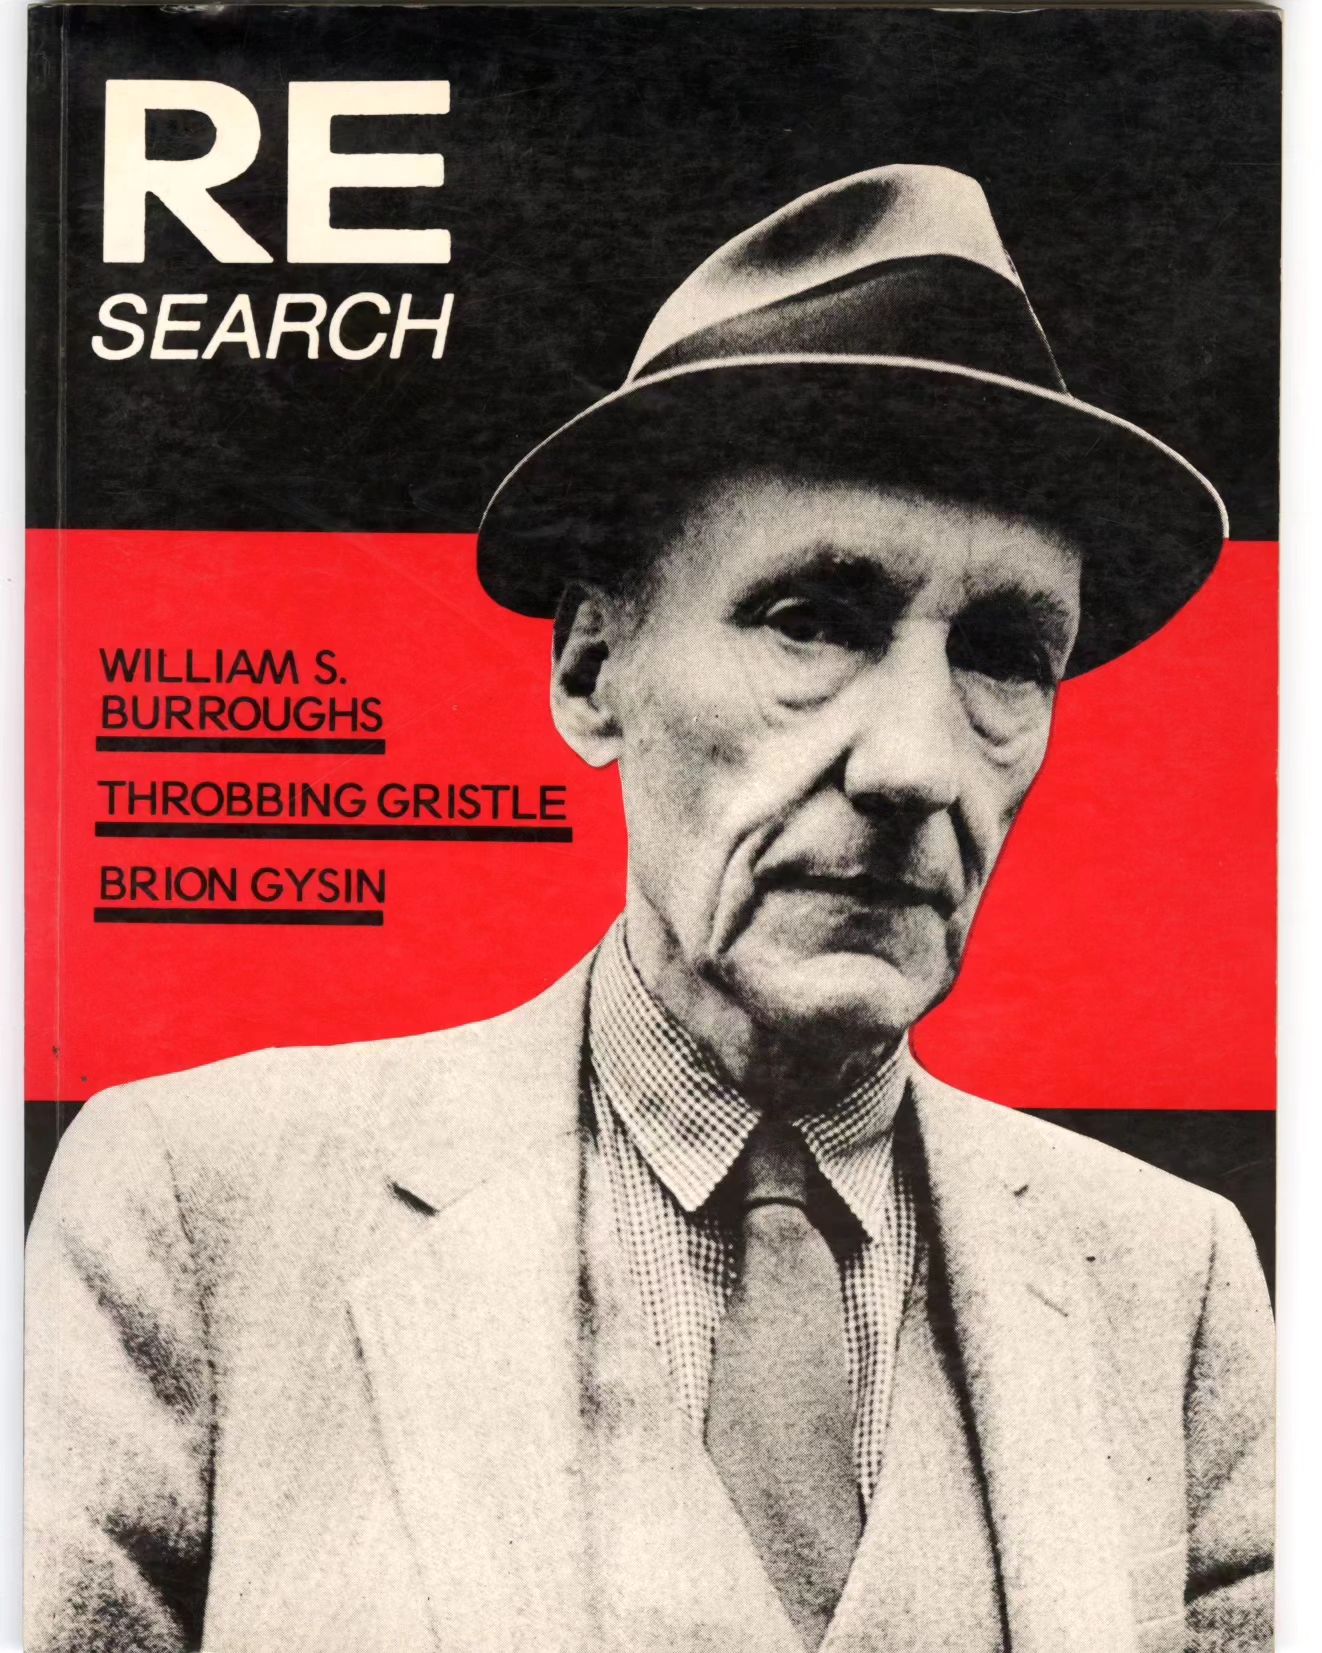 RE
SEARCH
WILLIAM S.
BURROUGHS
THROBBING GRISTLE
BRION GYSIN